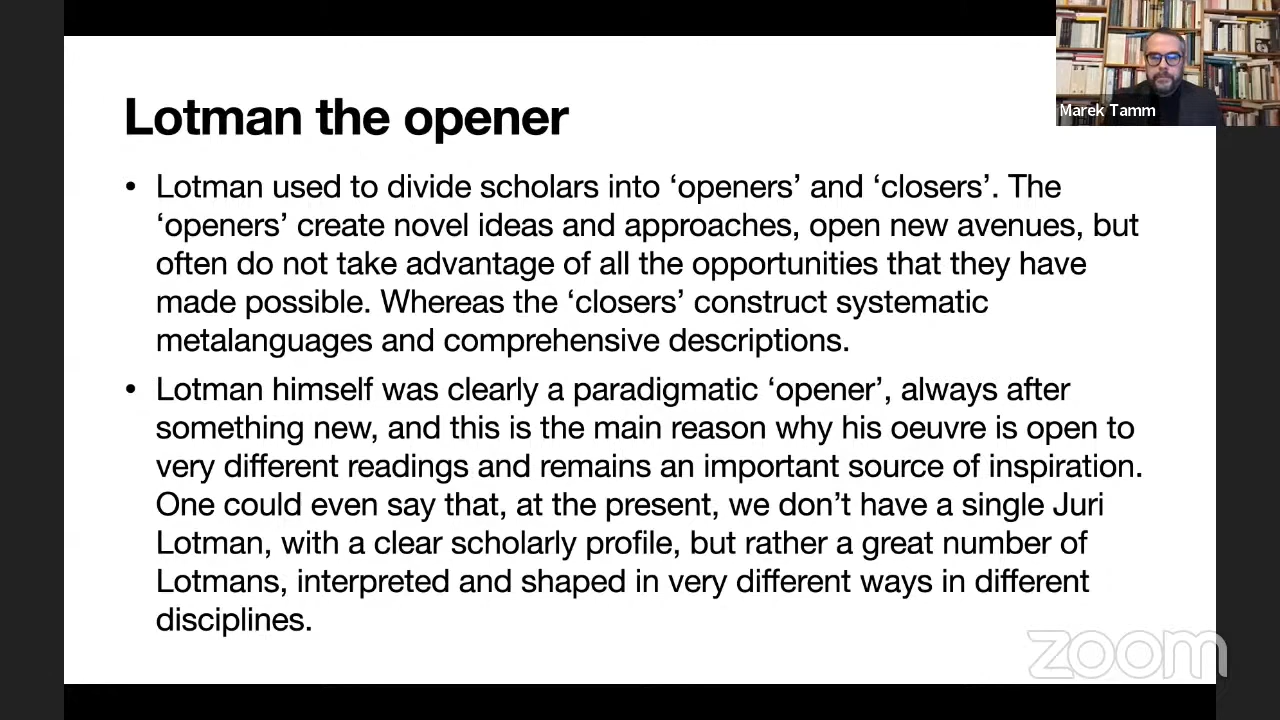 Marek Tamm
Lotman the opener
• Lotman used to divide scholars into ‘openers’ and ‘closers’. The
‘openers’ create novel ideas and approaches, open new avenues, but
often do not take advantage of all the opportunities that they have
made possible. Whereas the ‘closers’ construct systematic
metalanguages and comprehensive descriptions.
• Lotman himself was clearly a paradigmatic ‘opener’, always after
something new, and this is the main reason why his oeuvre is open to
very different readings and remains an important source of inspiration.
One could even say that, at the present, we don’t have a single Juri
Lotman, with a clear scholarly profile, but rather a great number of
Lotmans, interpreted and shaped in very different ways in different
disciplines.
zoom